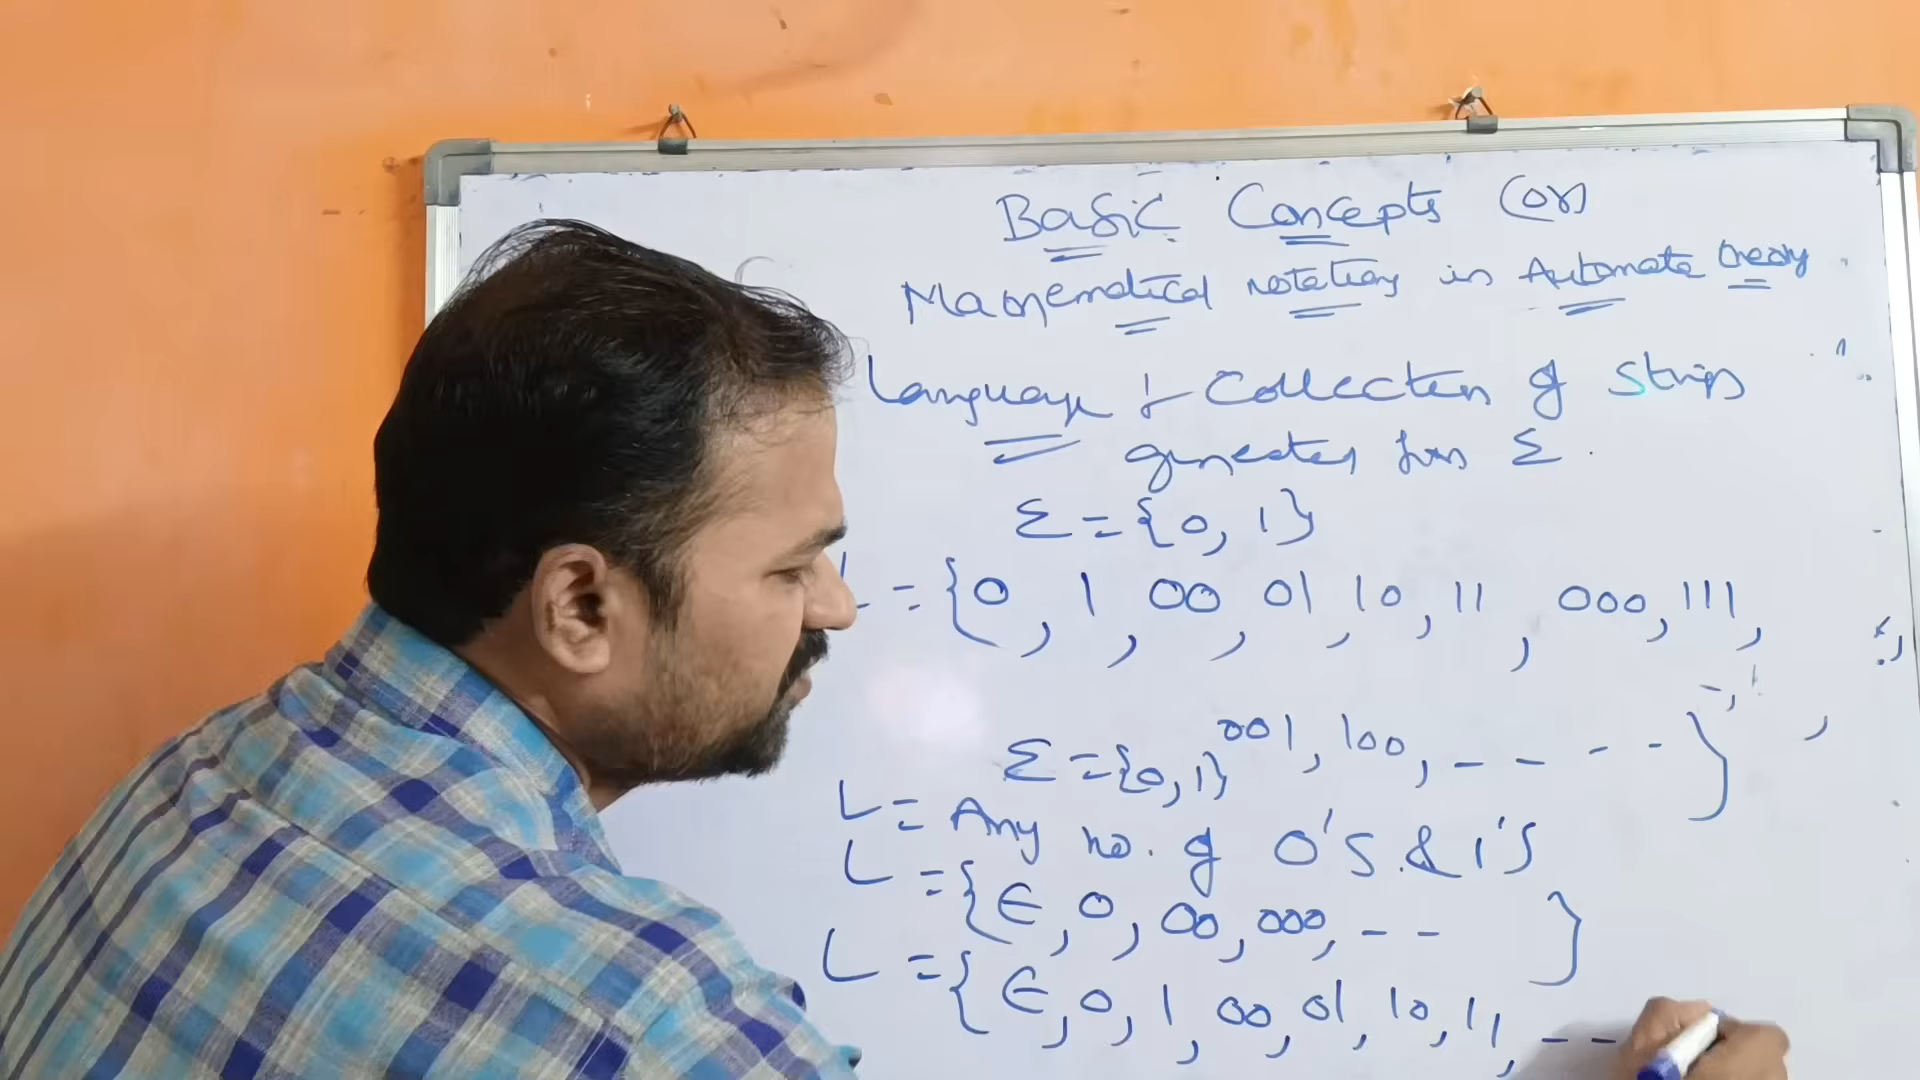 Basic Concepts (or)
Mathematical notations in Automata theory
Language :- Collection of strings
generated from Σ.
Σ = {0, 1}
L = {0, 1, 00, 01, 10, 11, 000, 111,
001, 100, - - - - }
Σ = {0, 1}
L = Any no. of 0's & 1's
L = {ϵ, 0, 00, 000, - - }
L = {ϵ, 0, 1, 00, 01, 10, 11, - -